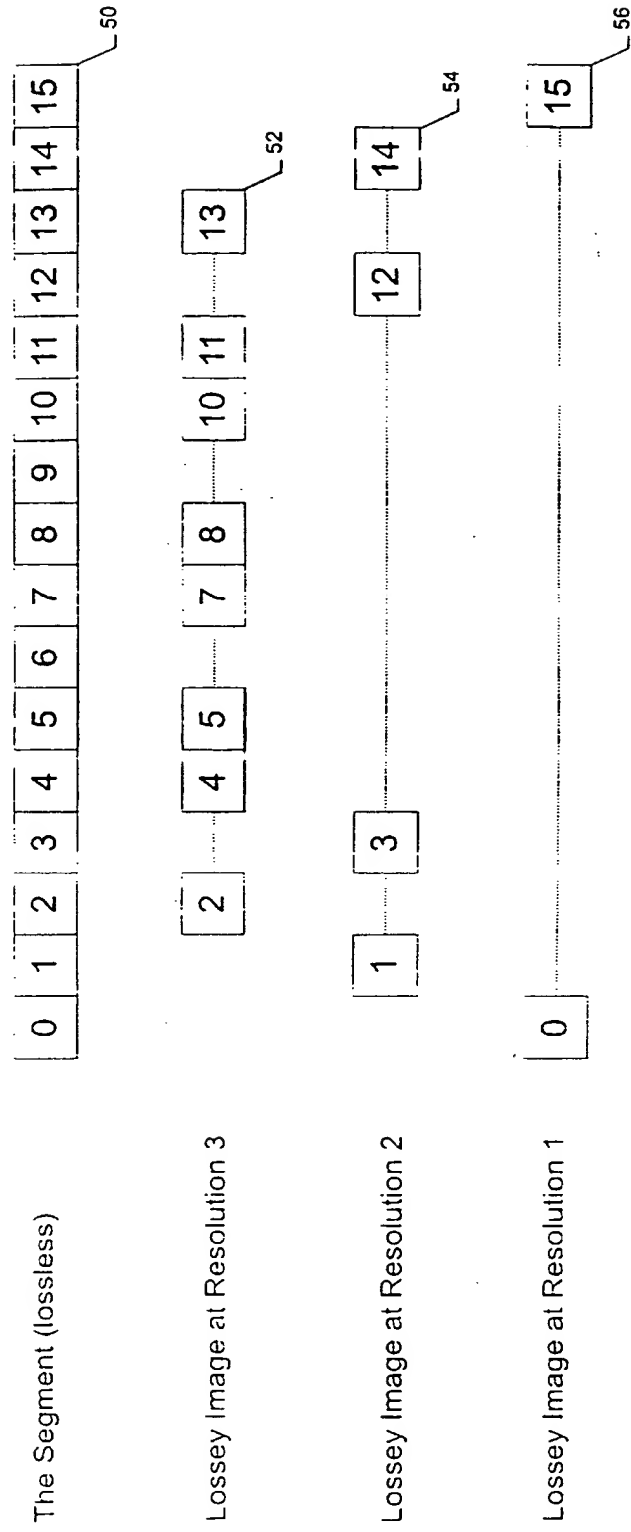 The Segment (lossless)
0 1 2 3 4 5 6 7 8 9 10 11 12 13 14 15
50
Lossey Image at Resolution 3
2 4 5 7 8 10 11 13
52
Lossey Image at Resolution 2
1 3 12 14
54
Lossey Image at Resolution 1
0 15
56